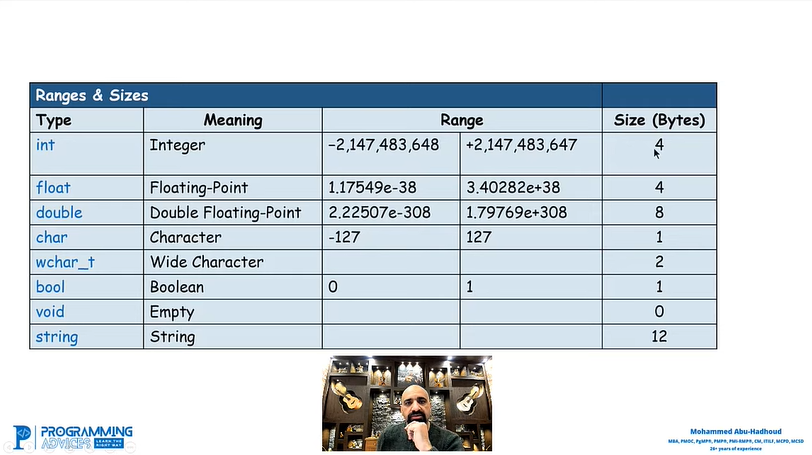 Ranges & Sizes
Type Meaning Range Size (Bytes)
int Integer −2,147,483,648 +2,147,483,647 4
float Floating-Point 1.17549e-38 3.40282e+38 4
double Double Floating-Point 2.22507e-308 1.79769e+308 8
char Character -127 127 1
wchar_t Wide Character 2
bool Boolean 0 1 1
void Empty 0
string String 12
PROGRAMMING
ADVICES LEARN THE RIGHT WAY
Mohammed Abu-Hadhoud
MBA, PMOC, PgMP®, PMP®, PMI-RMP®, CM, ITILF, MCPD, MCSD
26+ years of experience